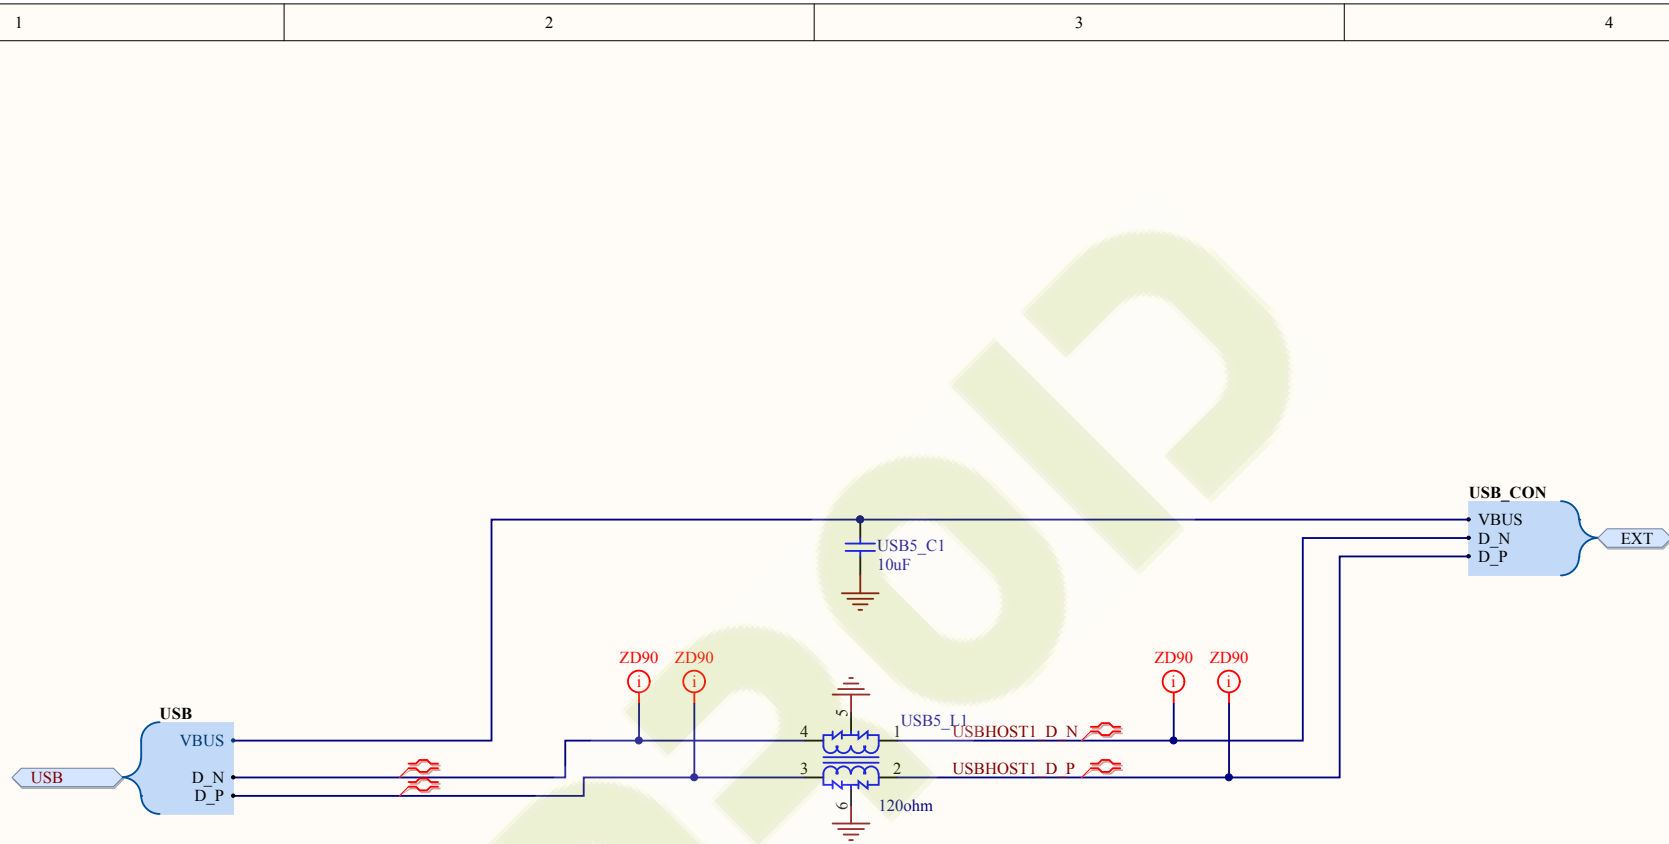 1 2 3 4
USB_CON
VBUS
D_N
D_P
EXT
USB5_C1
10uF
ZD90 ZD90 ZD90 ZD90
i i i i
USB
VBUS
D_N
D_P
USB
5
USB5_L1
4 1 USBHOST1_D_N
3 2 USBHOST1_D_P
6 120ohm